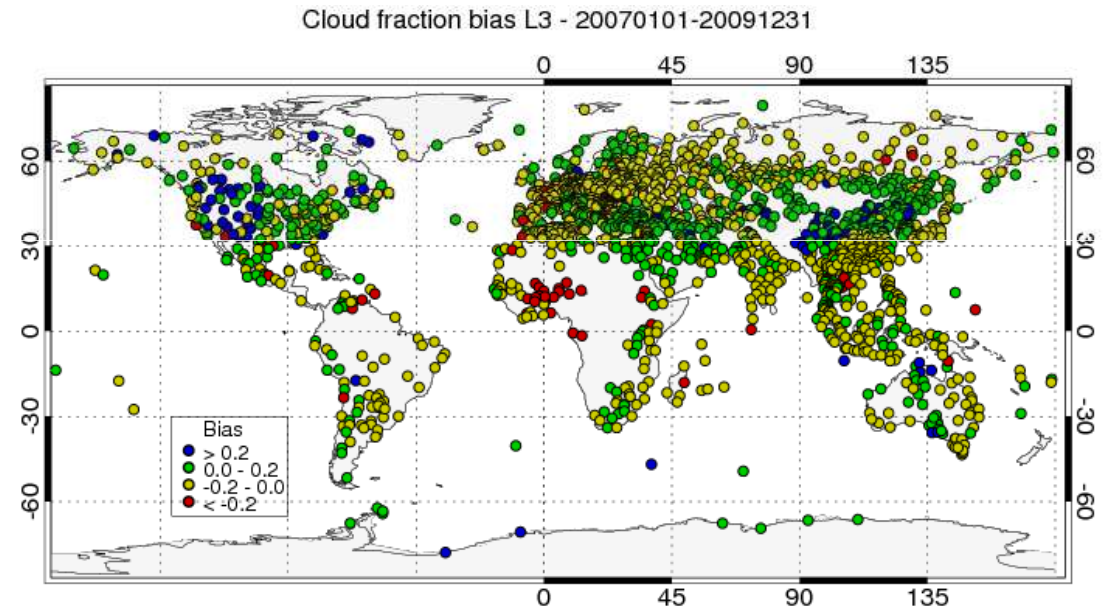 Cloud fraction bias L3 - 20070101-20091231
0 45 90 135
60 60
30 30
0 0
-30 -30
-60 -60
Bias
> 0.2
0.0 - 0.2
-0.2 - 0.0
< -0.2
0 45 90 135